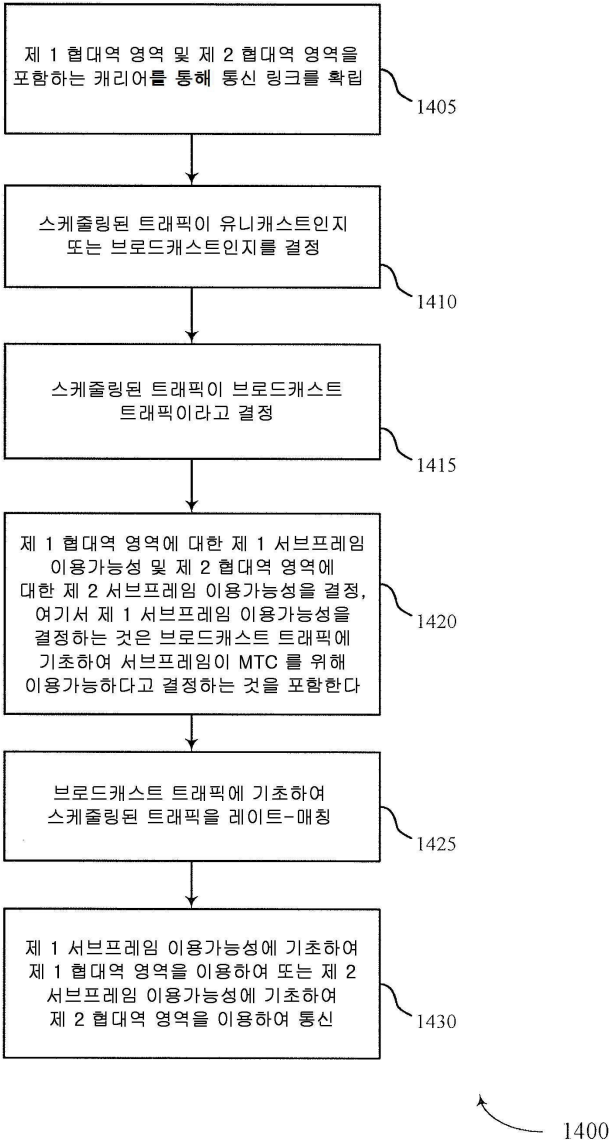 제 1 협대역 영역 및 제 2 협대역 영역을
포함하는 캐리어를 통해 통신 링크를 확립
1405
스케줄링된 트래픽이 유니캐스트인지
또는 브로드캐스트인지를 결정
1410
스케줄링된 트래픽이 브로드캐스트
트래픽이라고 결정
1415
제 1 협대역 영역에 대한 제 1 서브프레임
이용가능성 및 제 2 협대역 영역에
대한 제 2 서브프레임 이용가능성을 결정,
여기서 제 1 서브프레임 이용가능성을
결정하는 것은 브로드캐스트 트래픽에
기초하여 서브프레임이 MTC 를 위해
이용가능하다고 결정하는 것을 포함한다
1420
브로드캐스트 트래픽에 기초하여
스케줄링된 트래픽을 레이트-매칭
1425
제 1 서브프레임 이용가능성에 기초하여
제 1 협대역 영역을 이용하여 또는 제 2
서브프레임 이용가능성에 기초하여
제 2 협대역 영역을 이용하여 통신
1430
1400